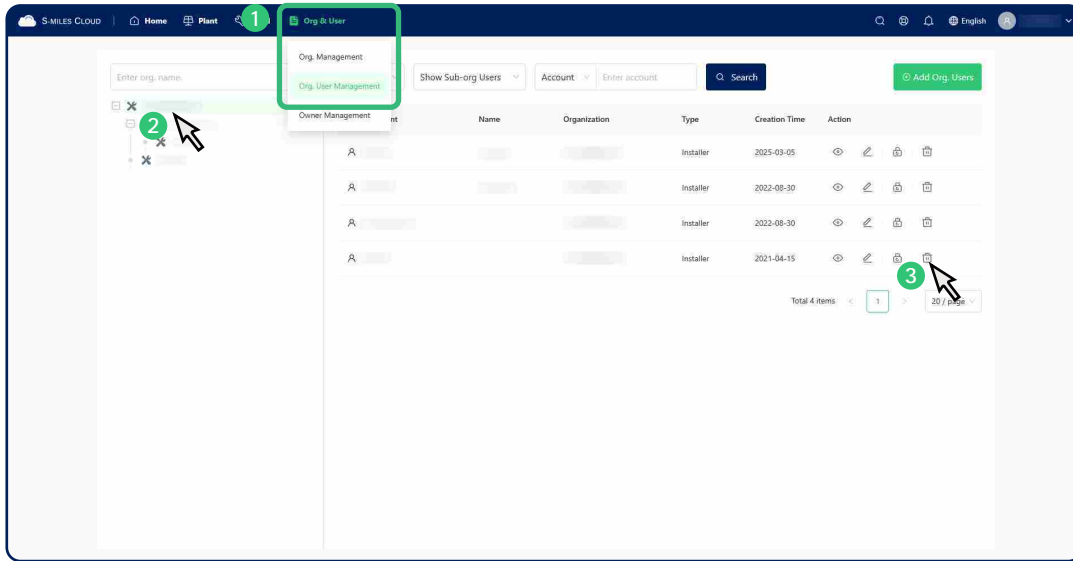 S-MILES CLOUD Home Plant 1 Org & User English
Org. Management
Enter org. name. Show Sub-org Users Account Enter account Search Add Org. Users
Org. User Management
Owner Management
2
nt Name Organization Type Creation Time Action
Installer 2025-03-05
Installer 2022-08-30
Installer 2022-08-30
Installer 2021-04-15
3
Total 4 items < 1 > 20 / page